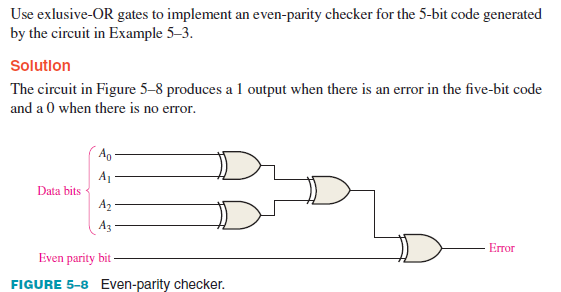 Use exlusive-OR gates to implement an even-parity checker for the 5-bit code generated
by the circuit in Example 5–3.
Solution
The circuit in Figure 5–8 produces a 1 output when there is an error in the five-bit code
and a 0 when there is no error.
A0
A1
Data bits
A2
A3
Error
Even parity bit
FIGURE 5–8 Even-parity checker.